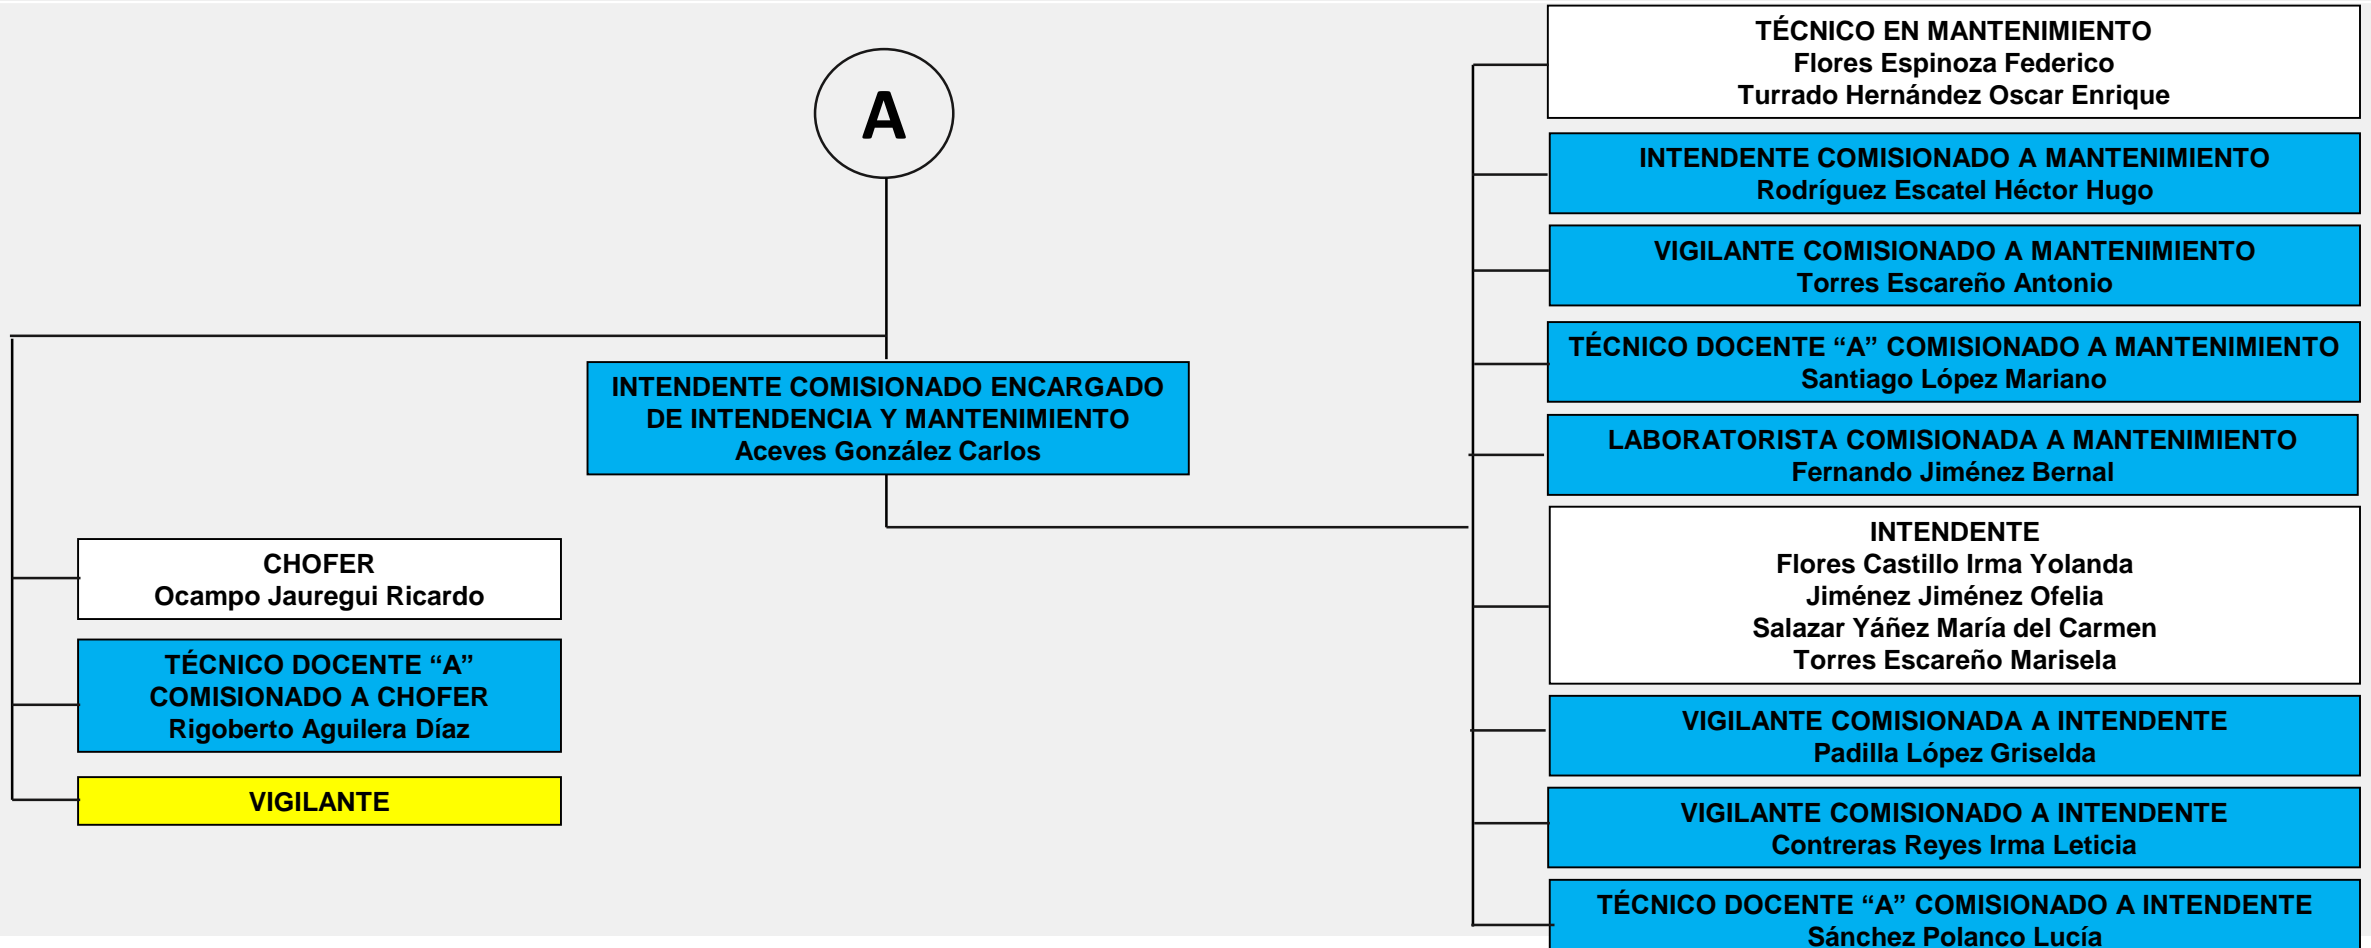 A
INTENDENTE COMISIONADO ENCARGADO
DE INTENDENCIA Y MANTENIMIENTO
Aceves González Carlos
CHOFER
Ocampo Jauregui Ricardo
TÉCNICO DOCENTE “A”
COMISIONADO A CHOFER
Rigoberto Aguilera Díaz
VIGILANTE
TÉCNICO EN MANTENIMIENTO
Flores Espinoza Federico
Turrado Hernández Oscar Enrique
INTENDENTE COMISIONADO A MANTENIMIENTO
Rodríguez Escatel Héctor Hugo
VIGILANTE COMISIONADO A MANTENIMIENTO
Torres Escareño Antonio
TÉCNICO DOCENTE “A” COMISIONADO A MANTENIMIENTO
Santiago López Mariano
LABORATORISTA COMISIONADA A MANTENIMIENTO
Fernando Jiménez Bernal
INTENDENTE
Flores Castillo Irma Yolanda
Jiménez Jiménez Ofelia
Salazar Yáñez María del Carmen
Torres Escareño Marisela
VIGILANTE COMISIONADA A INTENDENTE
Padilla López Griselda
VIGILANTE COMISIONADO A INTENDENTE
Contreras Reyes Irma Leticia
TÉCNICO DOCENTE “A” COMISIONADO A INTENDENTE
Sánchez Polanco Lucía